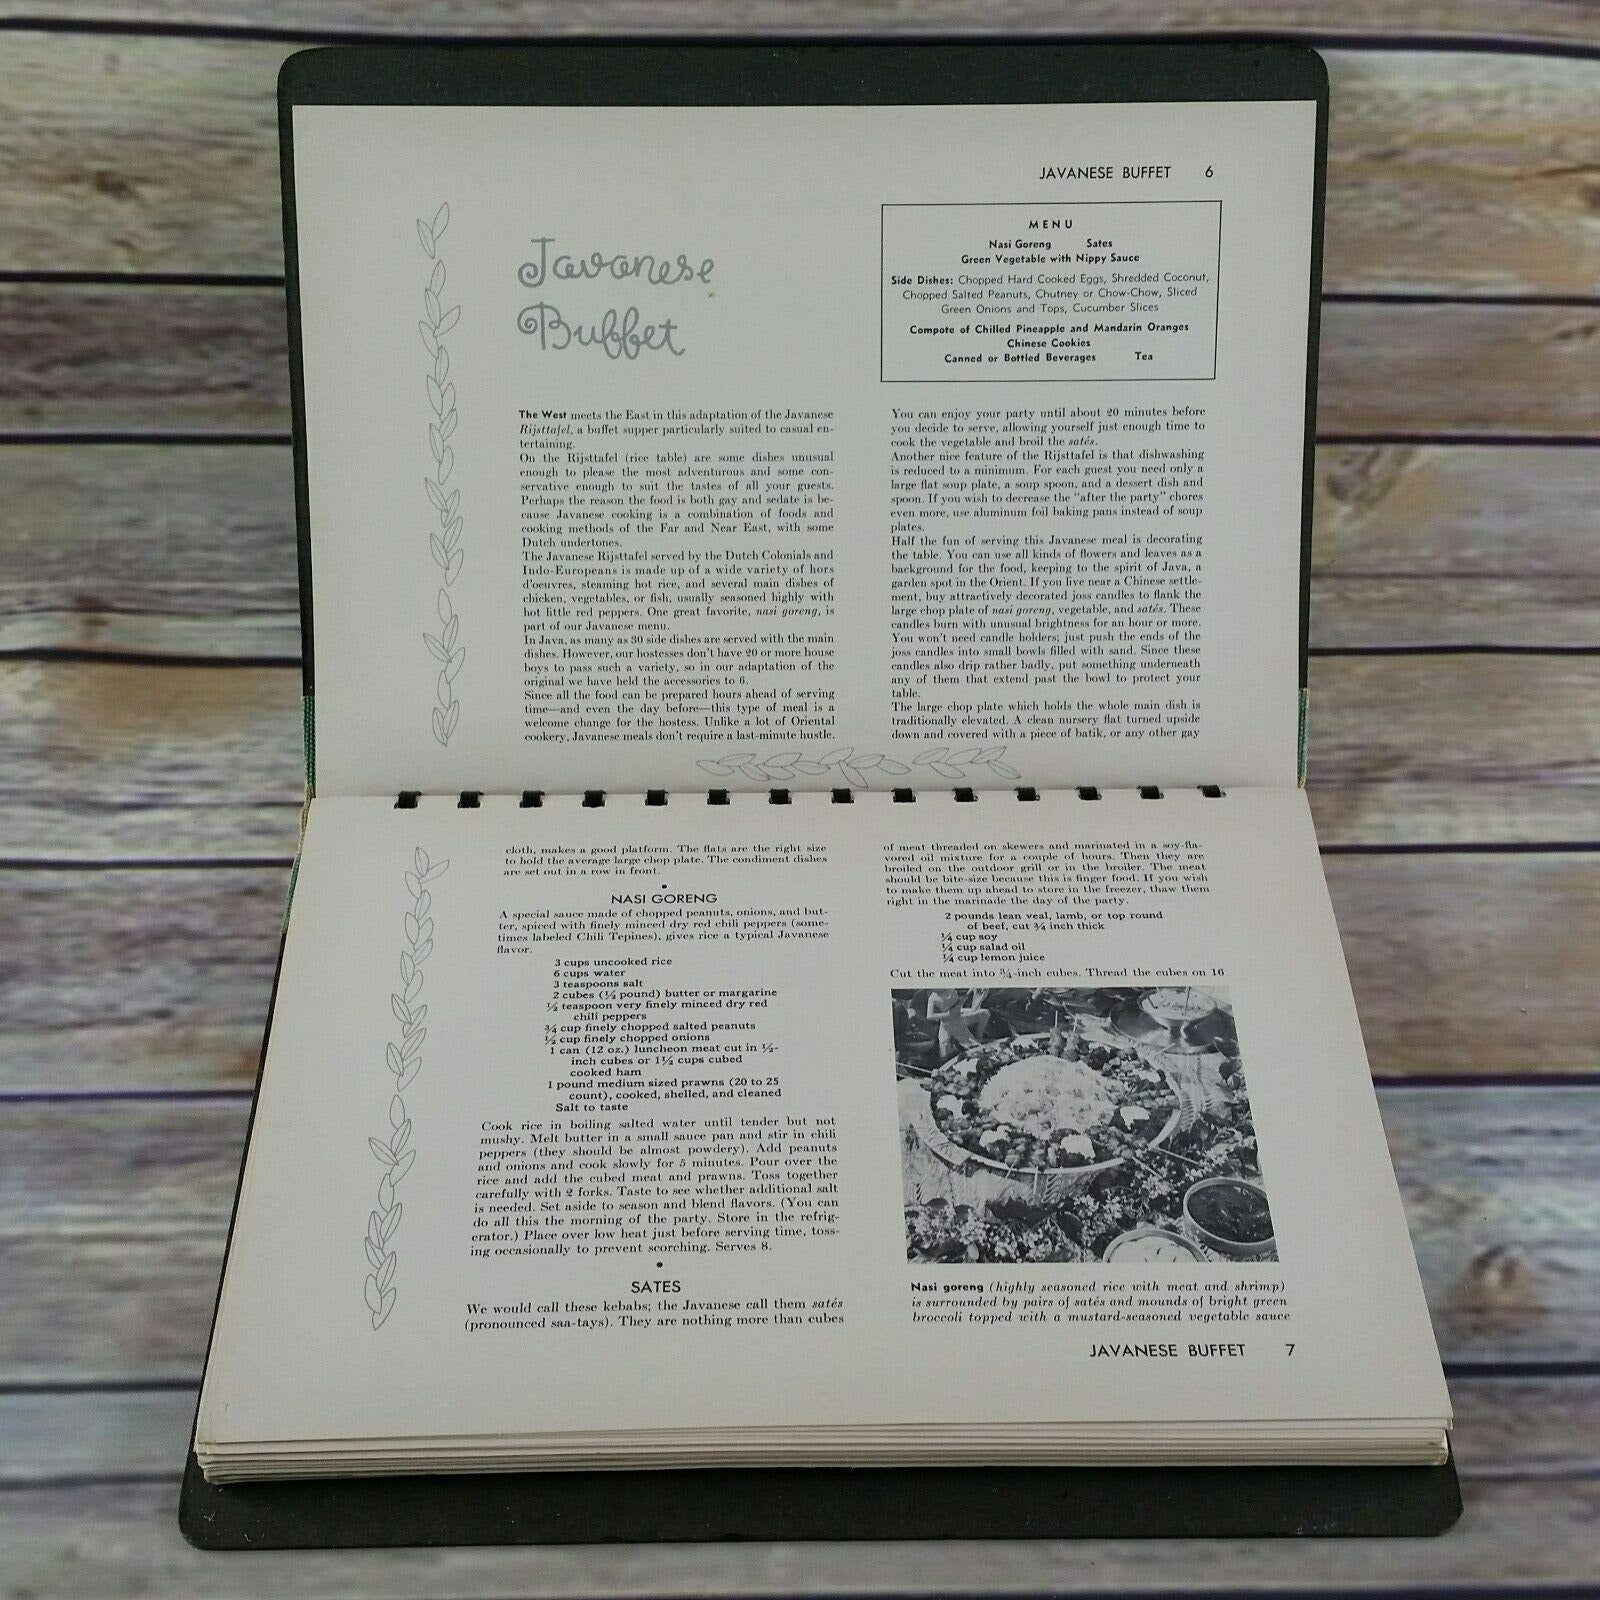 JAVANESE BUFFET 6
Javanese
Buffet
MENU
Nasi Goreng Sates
Green Vegetable with Nippy Sauce
Side Dishes: Chopped Hard Cooked Eggs, Shredded Coconut,
Chopped Salted Peanuts, Chutney or Chow-Chow, Sliced
Green Onions and Tops, Cucumber Slices
Compote of Chilled Pineapple and Mandarin Oranges
Chinese Cookies
Canned or Bottled Beverages Tea
The West meets the East in this adaptation of the Javanese
Rijsttafel, a buffet supper particularly suited to casual en-
tertaining.
On the Rijsttafel (rice table) are some dishes unusual
enough to please the most adventurous and some con-
servative enough to suit the tastes of all your guests.
Perhaps the reason the food is both gay and sedate is be-
cause Javanese cooking is a combination of foods and
cooking methods of the Far and Near East, with some
Dutch undertones.
The Javanese Rijsttafel served by the Dutch Colonials and
Indo-Europeans is made up of a wide variety of hors
d'oeuvres, steaming hot rice, and several main dishes of
chicken, vegetables, or fish, usually seasoned highly with
hot little red peppers. One great favorite, nasi goreng, is
part of our Javanese menu.
In Java, as many as 30 side dishes are served with the main
dishes. However, our hostesses don't have 20 or more house
boys to pass such a variety, so in our adaptation of the
original we have held the accessories to 6.
Since all the food can be prepared hours ahead of serving
time—and even the day before—this type of meal is a
welcome change for the hostess. Unlike a lot of Oriental
cookery, Javanese meals don't require a last-minute hustle.
You can enjoy your party until about 20 minutes before
you decide to serve, allowing yourself just enough time to
cook the vegetable and broil the satés.
Another nice feature of the Rijsttafel is that dishwashing
is reduced to a minimum. For each guest you need only a
large flat soup plate, a soup spoon, and a dessert dish and
spoon. If you wish to decrease the "after the party" chores
even more, use aluminum foil baking pans instead of soup
plates.
Half the fun of serving this Javanese meal is decorating
the table. You can use all kinds of flowers and leaves as a
background for the food, keeping to the spirit of Java, a
garden spot in the Orient. If you live near a Chinese settle-
ment, buy attractively decorated joss candles to flank the
large chop plate of nasi goreng, vegetable, and satés. These
candles burn with unusual brightness for an hour or more.
You won't need candle holders; just push the ends of the
joss candles into small bowls filled with sand. Since these
candles also drip rather badly, put something underneath
any of them that extend past the bowl to protect your
table.
The large chop plate which holds the whole main dish is
traditionally elevated. A clean nursery flat turned upside
down and covered with a piece of batik, or any other gay
cloth, makes a good platform. The flats are the right size
to hold the average large chop plate. The condiment dishes
are set out in a row in front.
•
NASI GORENG
A special sauce made of chopped peanuts, onions, and but-
ter, spiced with finely minced dry red chili peppers (some-
times labeled Chili Tepines), gives rice a typical Javanese
flavor.
3 cups uncooked rice
6 cups water
3 teaspoons salt
2 cubes (½ pound) butter or margarine
½ teaspoon very finely minced dry red
chili peppers
¾ cup finely chopped salted peanuts
½ cup finely chopped onions
1 can (12 oz.) luncheon meat cut in ½-
inch cubes or 1½ cups cubed
cooked ham
1 pound medium sized prawns (20 to 25
count), cooked, shelled, and cleaned
Salt to taste
Cook rice in boiling salted water until tender but not
mushy. Melt butter in a small sauce pan and stir in chili
peppers (they should be almost powdery). Add peanuts
and onions and cook slowly for 5 minutes. Pour over the
rice and add the cubed meat and prawns. Toss together
carefully with 2 forks. Taste to see whether additional salt
is needed. Set aside to season and blend flavors. (You can
do all this the morning of the party. Store in the refrig-
erator.) Place over low heat just before serving time, toss-
ing occasionally to prevent scorching. Serves 8.
•
SATES
We would call these kebabs; the Javanese call them satés
(pronounced saa-tays). They are nothing more than cubes
of meat threaded on skewers and marinated in a soy-fla-
vored oil mixture for a couple of hours. Then they are
broiled on the outdoor grill or in the broiler. The meat
should be bite-size because this is finger food. If you wish
to make them up ahead to store in the freezer, thaw them
right in the marinade the day of the party.
2 pounds lean veal, lamb, or top round
of beef, cut ¾ inch thick
¼ cup soy
¼ cup salad oil
¼ cup lemon juice
Cut the meat into ¾-inch cubes. Thread the cubes on 16
Nasi goreng (highly seasoned rice with meat and shrimp)
is surrounded by pairs of satés and mounds of bright green
broccoli topped with a mustard-seasoned vegetable sauce
JAVANESE BUFFET 7